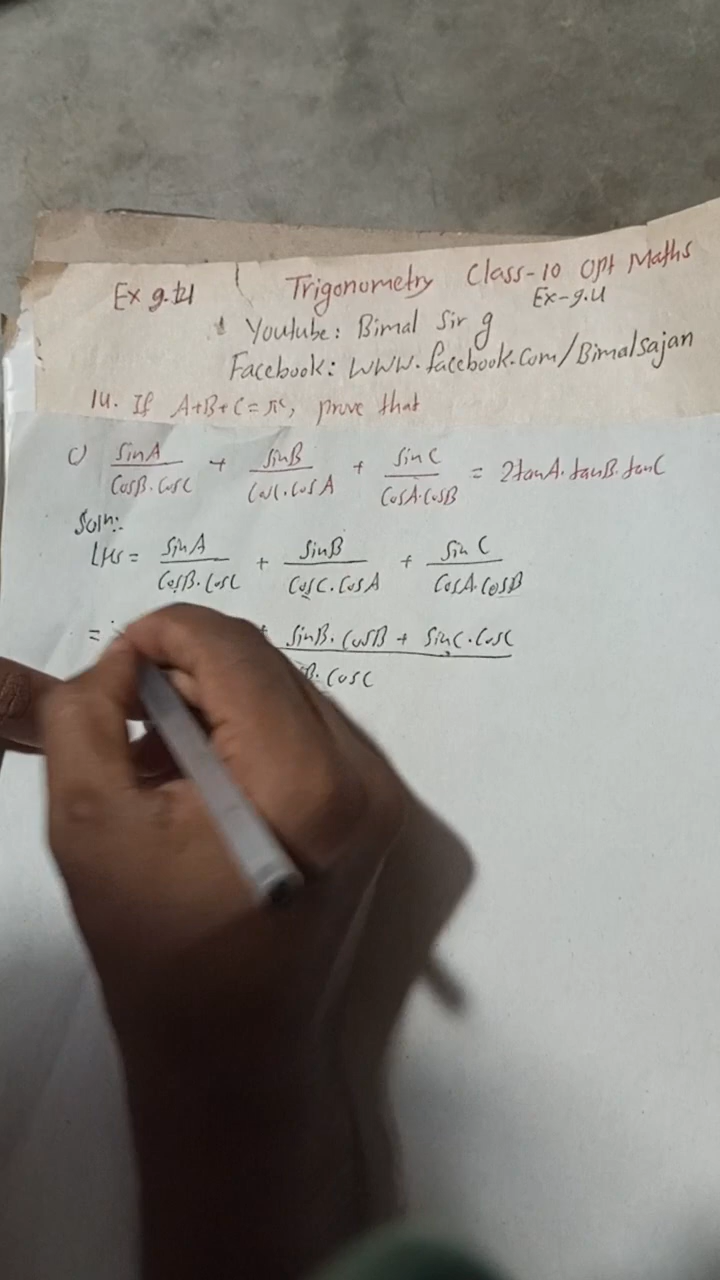 Ex 9.4 Trigonometry Class-10 Opt Maths
Ex-9.4
Youtube: Bimal Sir g
Facebook: www.facebook.com/Bimalsajan
14. If A+B+C=πᶜ, prove that
c) SinA/CosB.CosC + SinB/CosC.CosA + SinC/CosA.CosB = 2tanA.tanB.tanC
Soln:
LHS = SinA/CosB.CosC + SinB/CosC.CosA + SinC/CosA.CosB
= SinB.CosB + SinC.CosC
B.CosC